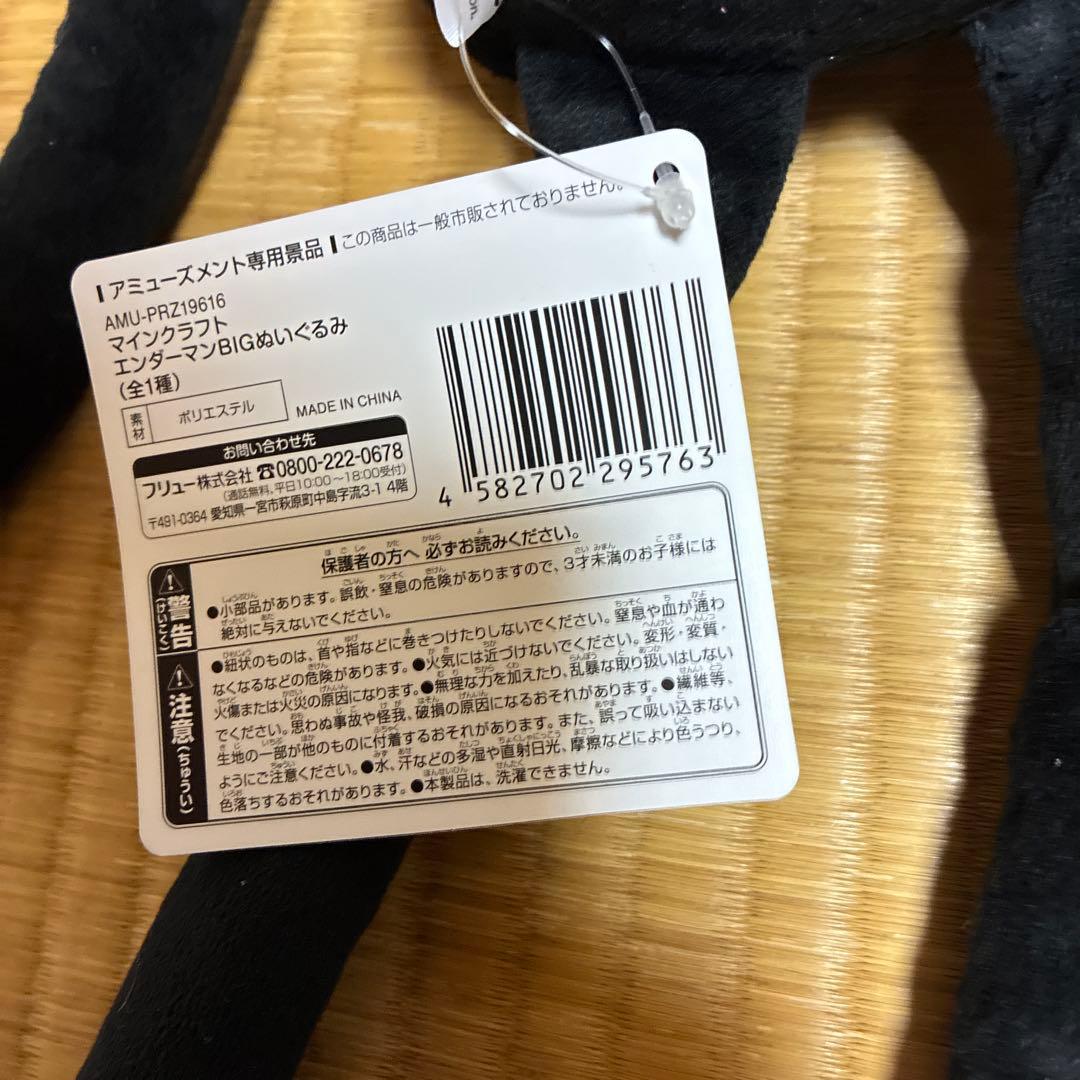 on.
アミューズメント専用景品 この商品は一般市販されておりません。
AMU-PRZ19616
マインクラフト
エンダーマンBIGぬいぐるみ
(全1種)
素材 ポリエステル MADE IN CHINA
お問い合わせ先
フリュー株式会社 ☎0800-222-0678
(通話無料、平日10:00~18:00受付)
〒491-0364 愛知県一宮市萩原町中島字流3-1 4階
4 582702 295763
保護者の方へ 必ずお読みください。
警告(けいこく)
●小部品があります。誤飲・窒息の危険がありますので、3才未満のお子様には
絶対に与えないでください。
注意(ちゅうい)
●紐状のものは、首や指などに巻きつけたりしないでください。窒息や血が通わ
なくなるなどの危険があります。●火気には近づけないでください。変形・変質・
火傷または火災の原因になります。●無理な力を加えたり、乱暴な取り扱いはしない
でください。思わぬ事故や怪我、破損の原因になるおそれがあります。●繊維等、
生地の一部が他のものに付着するおそれがあります。また、誤って吸い込まない
ようにご注意ください。●水、汗などの多湿や直射日光、摩擦などにより色うつり、
色落ちするおそれがあります。●本製品は、洗濯できません。